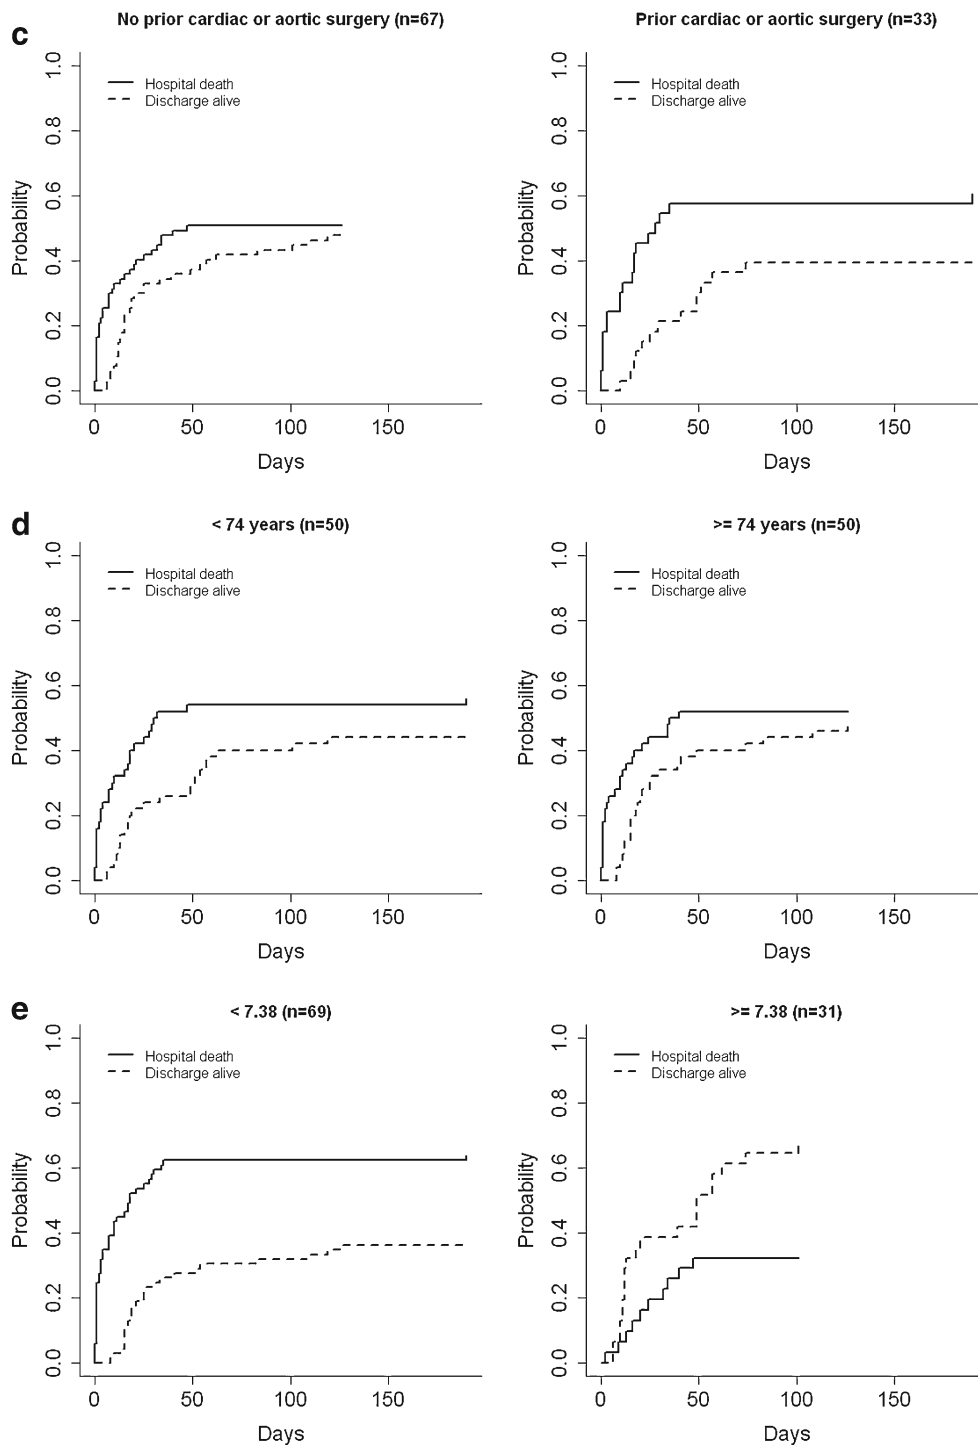 c
No prior cardiac or aortic surgery (n=67)
Hospital death
Discharge alive
Probability
0.0 0.2 0.4 0.6 0.8 1.0
0 50 100 150
Days
Prior cardiac or aortic surgery (n=33)
Hospital death
Discharge alive
Probability
0.0 0.2 0.4 0.6 0.8 1.0
0 50 100 150
Days
d
< 74 years (n=50)
Hospital death
Discharge alive
Probability
0.0 0.2 0.4 0.6 0.8 1.0
0 50 100 150
Days
>= 74 years (n=50)
Hospital death
Discharge alive
Probability
0.0 0.2 0.4 0.6 0.8 1.0
0 50 100 150
Days
e
< 7.38 (n=69)
Hospital death
Discharge alive
Probability
0.0 0.2 0.4 0.6 0.8 1.0
0 50 100 150
Days
>= 7.38 (n=31)
Hospital death
Discharge alive
Probability
0.0 0.2 0.4 0.6 0.8 1.0
0 50 100 150
Days